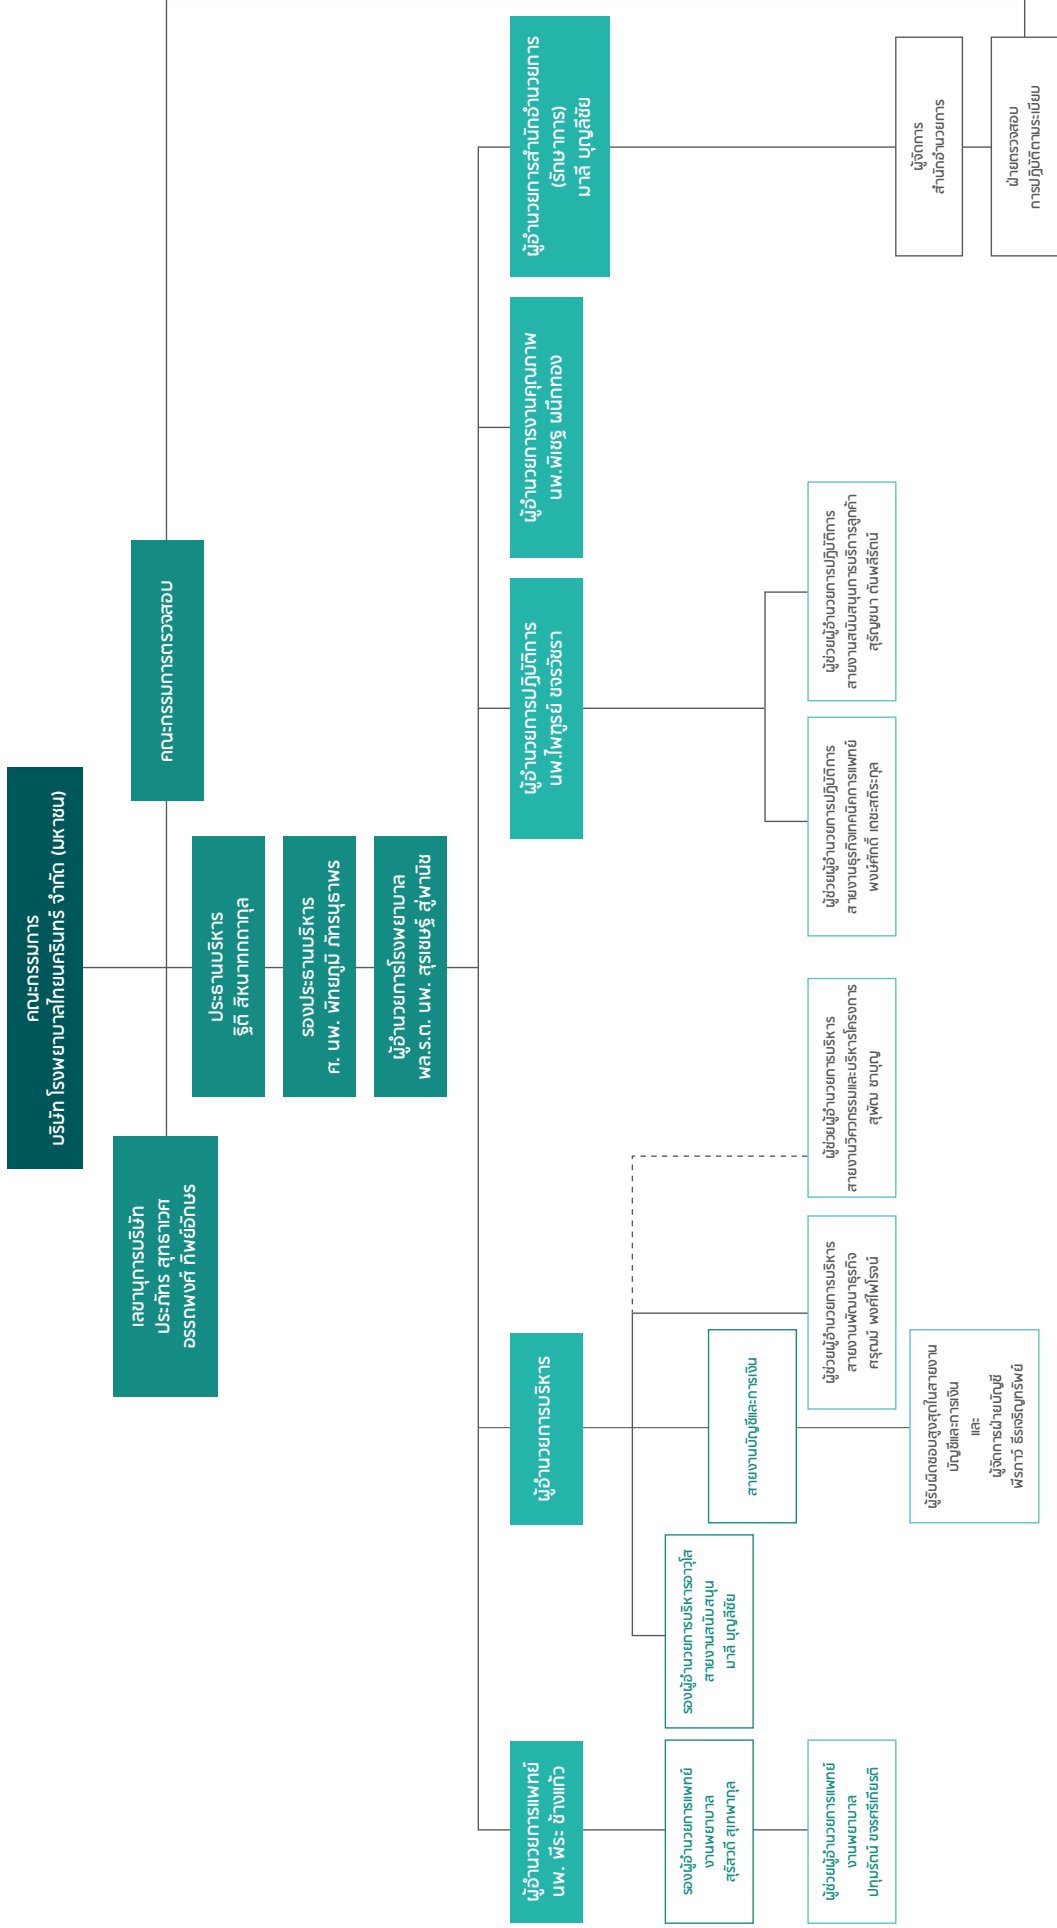 คณะกรรมการ
บริษัท โรงพยาบาลไทยนครินทร์ จำกัด (มหาชน)
เลขานุการบริษัท
ประภัทร สุทธาเวศ
อรรถพงศ์ ทิพย์อักษร
คณะกรรมการตรวจสอบ
ประธานบริหาร
ฐิติ สิหนาทกถากุล
รองประธานบริหาร
ศ. นพ. พิทยภูมิ ภัทรนุธาพร
ผู้อำนวยการโรงพยาบาล
พล.ร.ต. นพ. สุรเชษฐ์ สู่พานิช
ผู้อำนวยการแพทย์
นพ. พีระ ช้างแก้ว
ผู้อำนวยการบริหาร
ผู้อำนวยการปฏิบัติการ
นพ.ไพฑูรย์ ขจรวัชรา
ผู้อำนวยการงานคุณภาพ
นพ.พิเชฐ ผนึกทอง
ผู้อำนวยการสำนักอำนวยการ
(รักษาการ)
มาลี บุญลีชัย
รองผู้อำนวยการแพทย์
งานพยาบาล
สุรัสวดี สุเทพากุล
ผู้ช่วยผู้อำนวยการแพทย์
งานพยาบาล
ปทุมรัตน์ ขจรศรีเกียรติ
รองผู้อำนวยการบริหารอาวุโส
สายงานสนับสนุน
มาลี บุญลีชัย
สายงานบัญชีและการเงิน
ผู้รับผิดชอบสูงสุดในสายงาน
บัญชีและการเงิน
และ
ผู้จัดการฝ่ายบัญชี
พีรภาว์ ธีรเจริญทรัพย์
ผู้ช่วยผู้อำนวยการบริหาร
สายงานพัฒนาธุรกิจ
ศรุณม์ พงศ์ไพโรจน์
ผู้ช่วยผู้อำนวยการบริหาร
สายงานวิศวกรรมและบริหารโครงการ
สุพัฒ ชาบุญ
ผู้ช่วยผู้อำนวยการปฏิบัติการ
สายงานธุรกิจเทคนิคการแพทย์
พงษ์ศักดิ์ เตชะสถิระกุล
ผู้ช่วยผู้อำนวยการปฏิบัติการ
สายงานสนับสนุนการบริการลูกค้า
สุรัญชนา ตันพสุรัตน์
ผู้จัดการ
สำนักอำนวยการ
ฝ่ายตรวจสอบ
การปฏิบัติตามระเบียบ